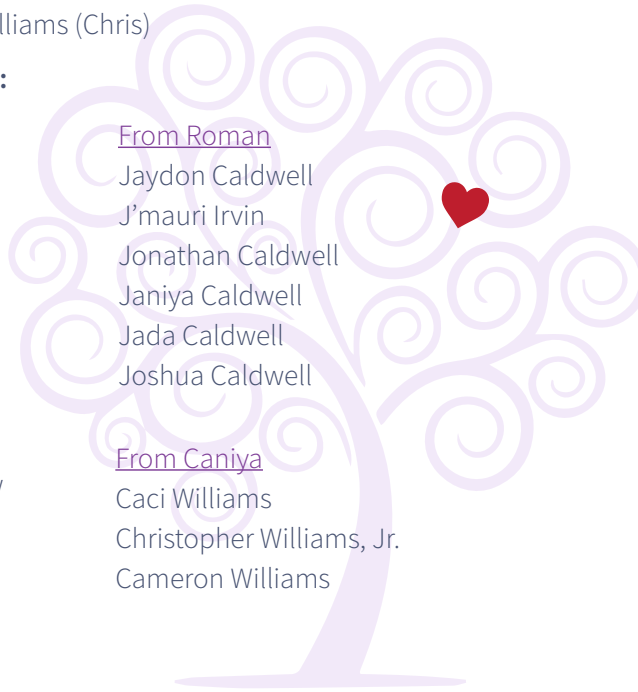 lliams (Chris)
:
From Roman
Jaydon Caldwell
J’mauri Irvin
Jonathan Caldwell
Janiya Caldwell
Jada Caldwell
Joshua Caldwell
From Caniya
Caci Williams
Christopher Williams, Jr.
Cameron Williams